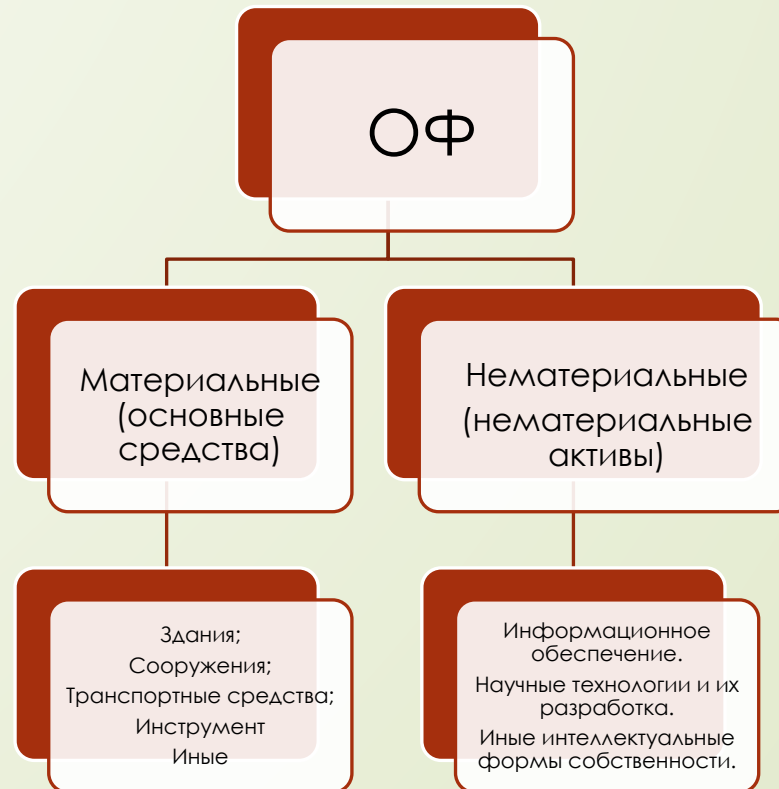 ОФ
Материальные
(основные
средства)
Нематериальные
(нематериальные
активы)
Здания;
Сооружения;
Транспортные средства;
Инструмент
Иные
Информационное
обеспечение.
Научные технологии и их
разработка.
Иные интеллектуальные
формы собственности.